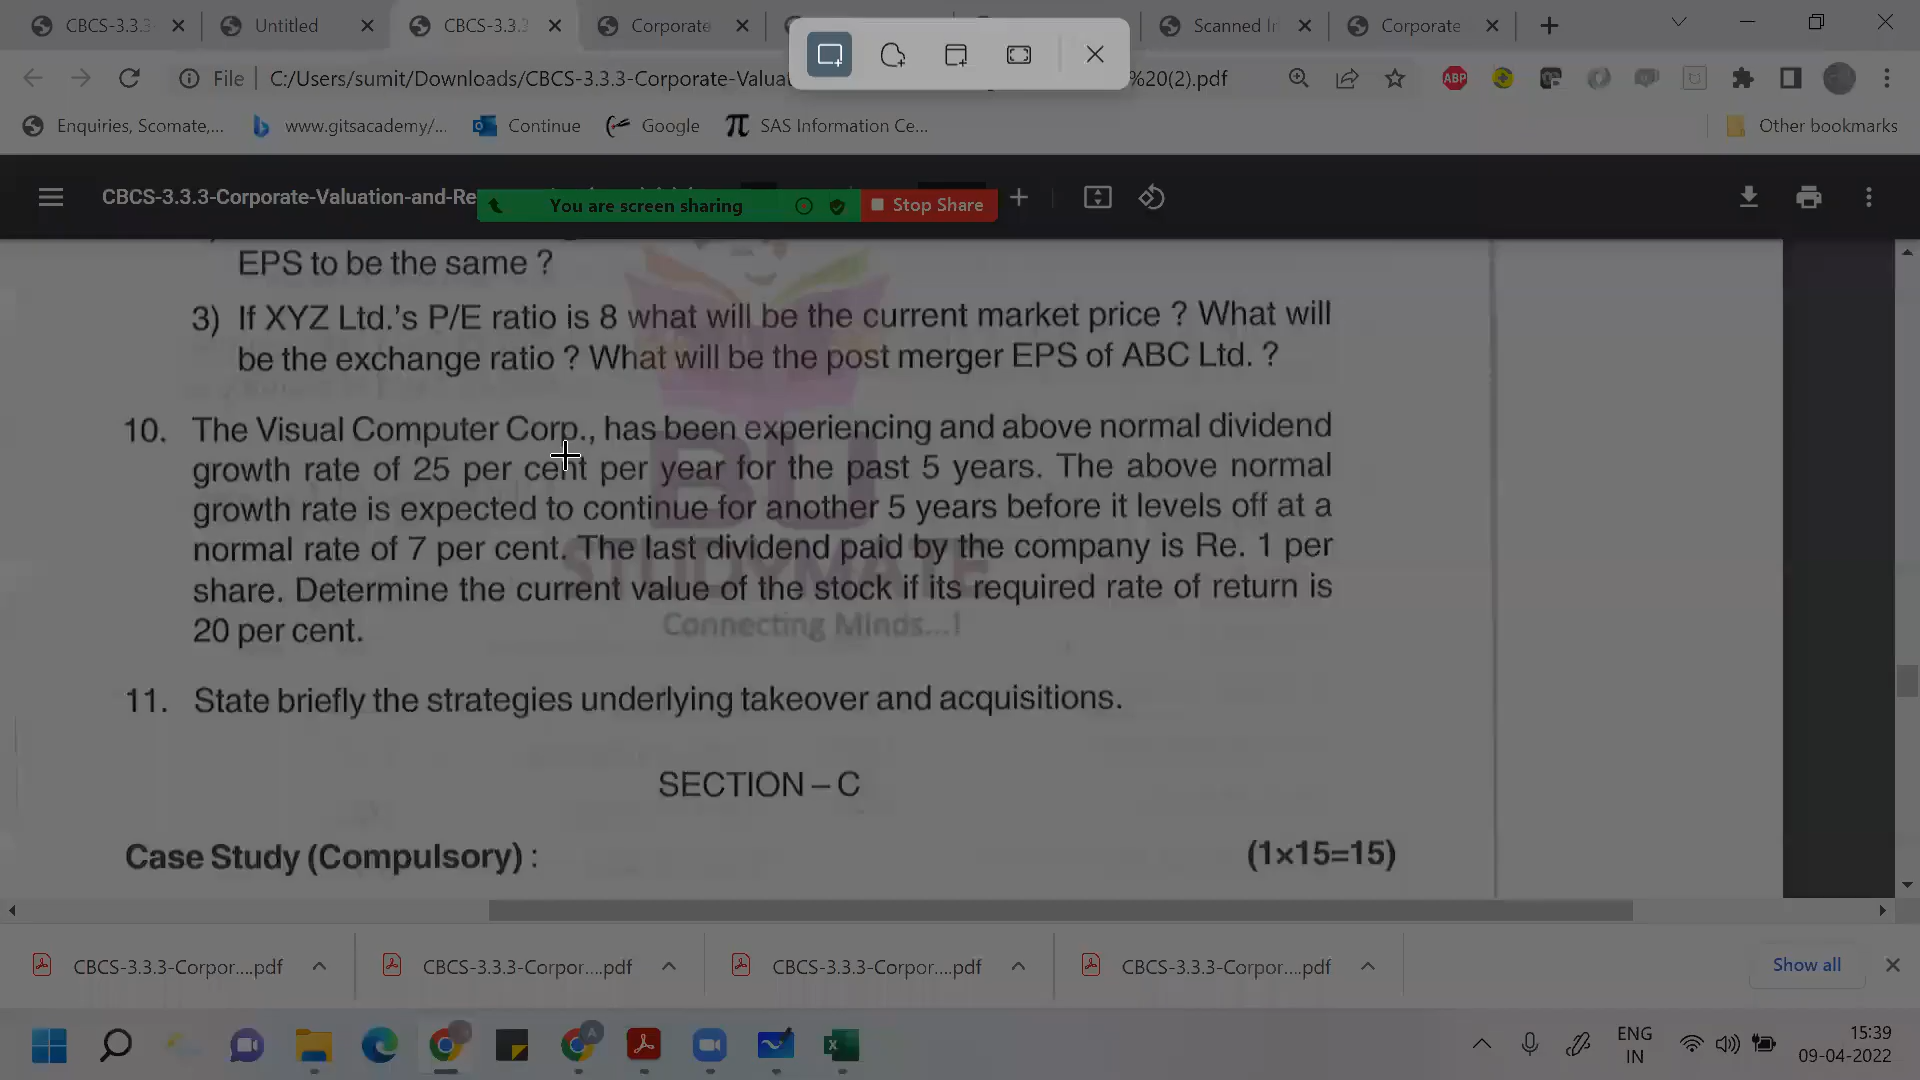 CBCS-3.3.3
Untitled
CBCS-3.3.3
Corporate
Scanned Ir
Corporate
File
C:/Users/sumit/Downloads/CBCS-3.3.3-Corporate-Valuat
%20(2).pdf
ABP
Enquiries, Scomate,...
www.gitsacademy/...
Continue
Google
SAS Information Ce...
Other bookmarks
CBCS-3.3.3-Corporate-Valuation-and-Re
You are screen sharing
Stop Share
EPS to be the same ?
3) If XYZ Ltd.'s P/E ratio is 8 what will be the current market price ? What will
be the exchange ratio ? What will be the post merger EPS of ABC Ltd. ?
10. The Visual Computer Corp., has been experiencing and above normal dividend
growth rate of 25 per cent per year for the past 5 years. The above normal
growth rate is expected to continue for another 5 years before it levels off at a
normal rate of 7 per cent. The last dividend paid by the company is Re. 1 per
share. Determine the current value of the stock if its required rate of return is
20 per cent.
BU
STUDYMATE
Connecting Minds...!
11. State briefly the strategies underlying takeover and acquisitions.
SECTION – C
Case Study (Compulsory) :
(1×15=15)
CBCS-3.3.3-Corpor....pdf
CBCS-3.3.3-Corpor....pdf
CBCS-3.3.3-Corpor....pdf
CBCS-3.3.3-Corpor....pdf
Show all
A
ENG
IN
15:39
09-04-2022